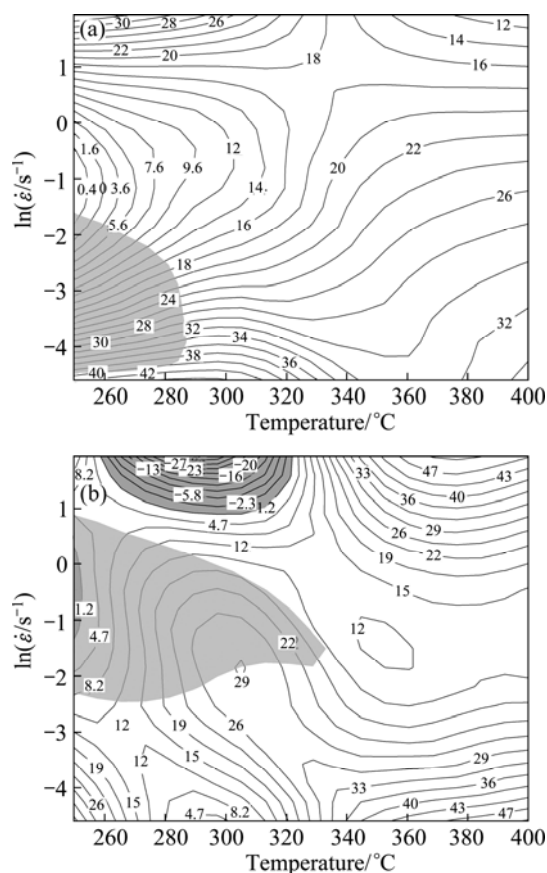 (a)
30 28 26 12
22 20 14
18 16
12 22
1.6 7.6 9.6 20
0.4 0 3.6 14 26
5.6 16
18
24
28 32 34 32
30 38 36
40 42
1
0
−1
−2
−3
−4
ln(ε̇/s⁻¹)
260 280 300 320 340 360 380 400
Temperature/°C
(b)
8.2 −13 −27 −23 −20 33 47 43
−16 36 40
−5.8 −2.3 1.2 29
4.7 26 22
12 19
15
1.2 12
4.7 22
8.2 29
12 19 26
12 29
19 15 33 36
26 15 4.7 8.2 40 43 47
1
0
−1
−2
−3
−4
ln(ε̇/s⁻¹)
260 280 300 320 340 360 380 400
Temperature/°C